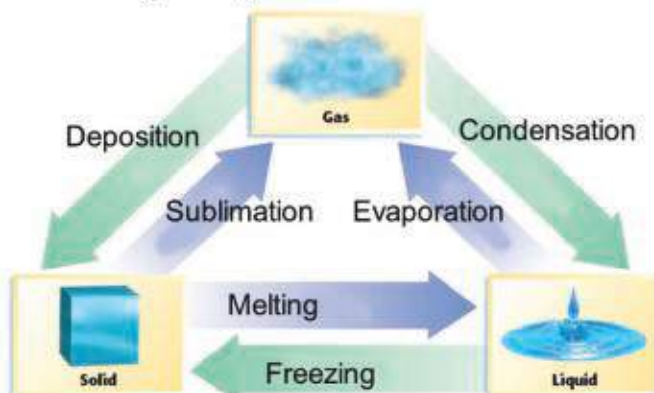 Gas
Deposition
Condensation
Sublimation
Evaporation
Melting
Solid
Freezing
Liquid